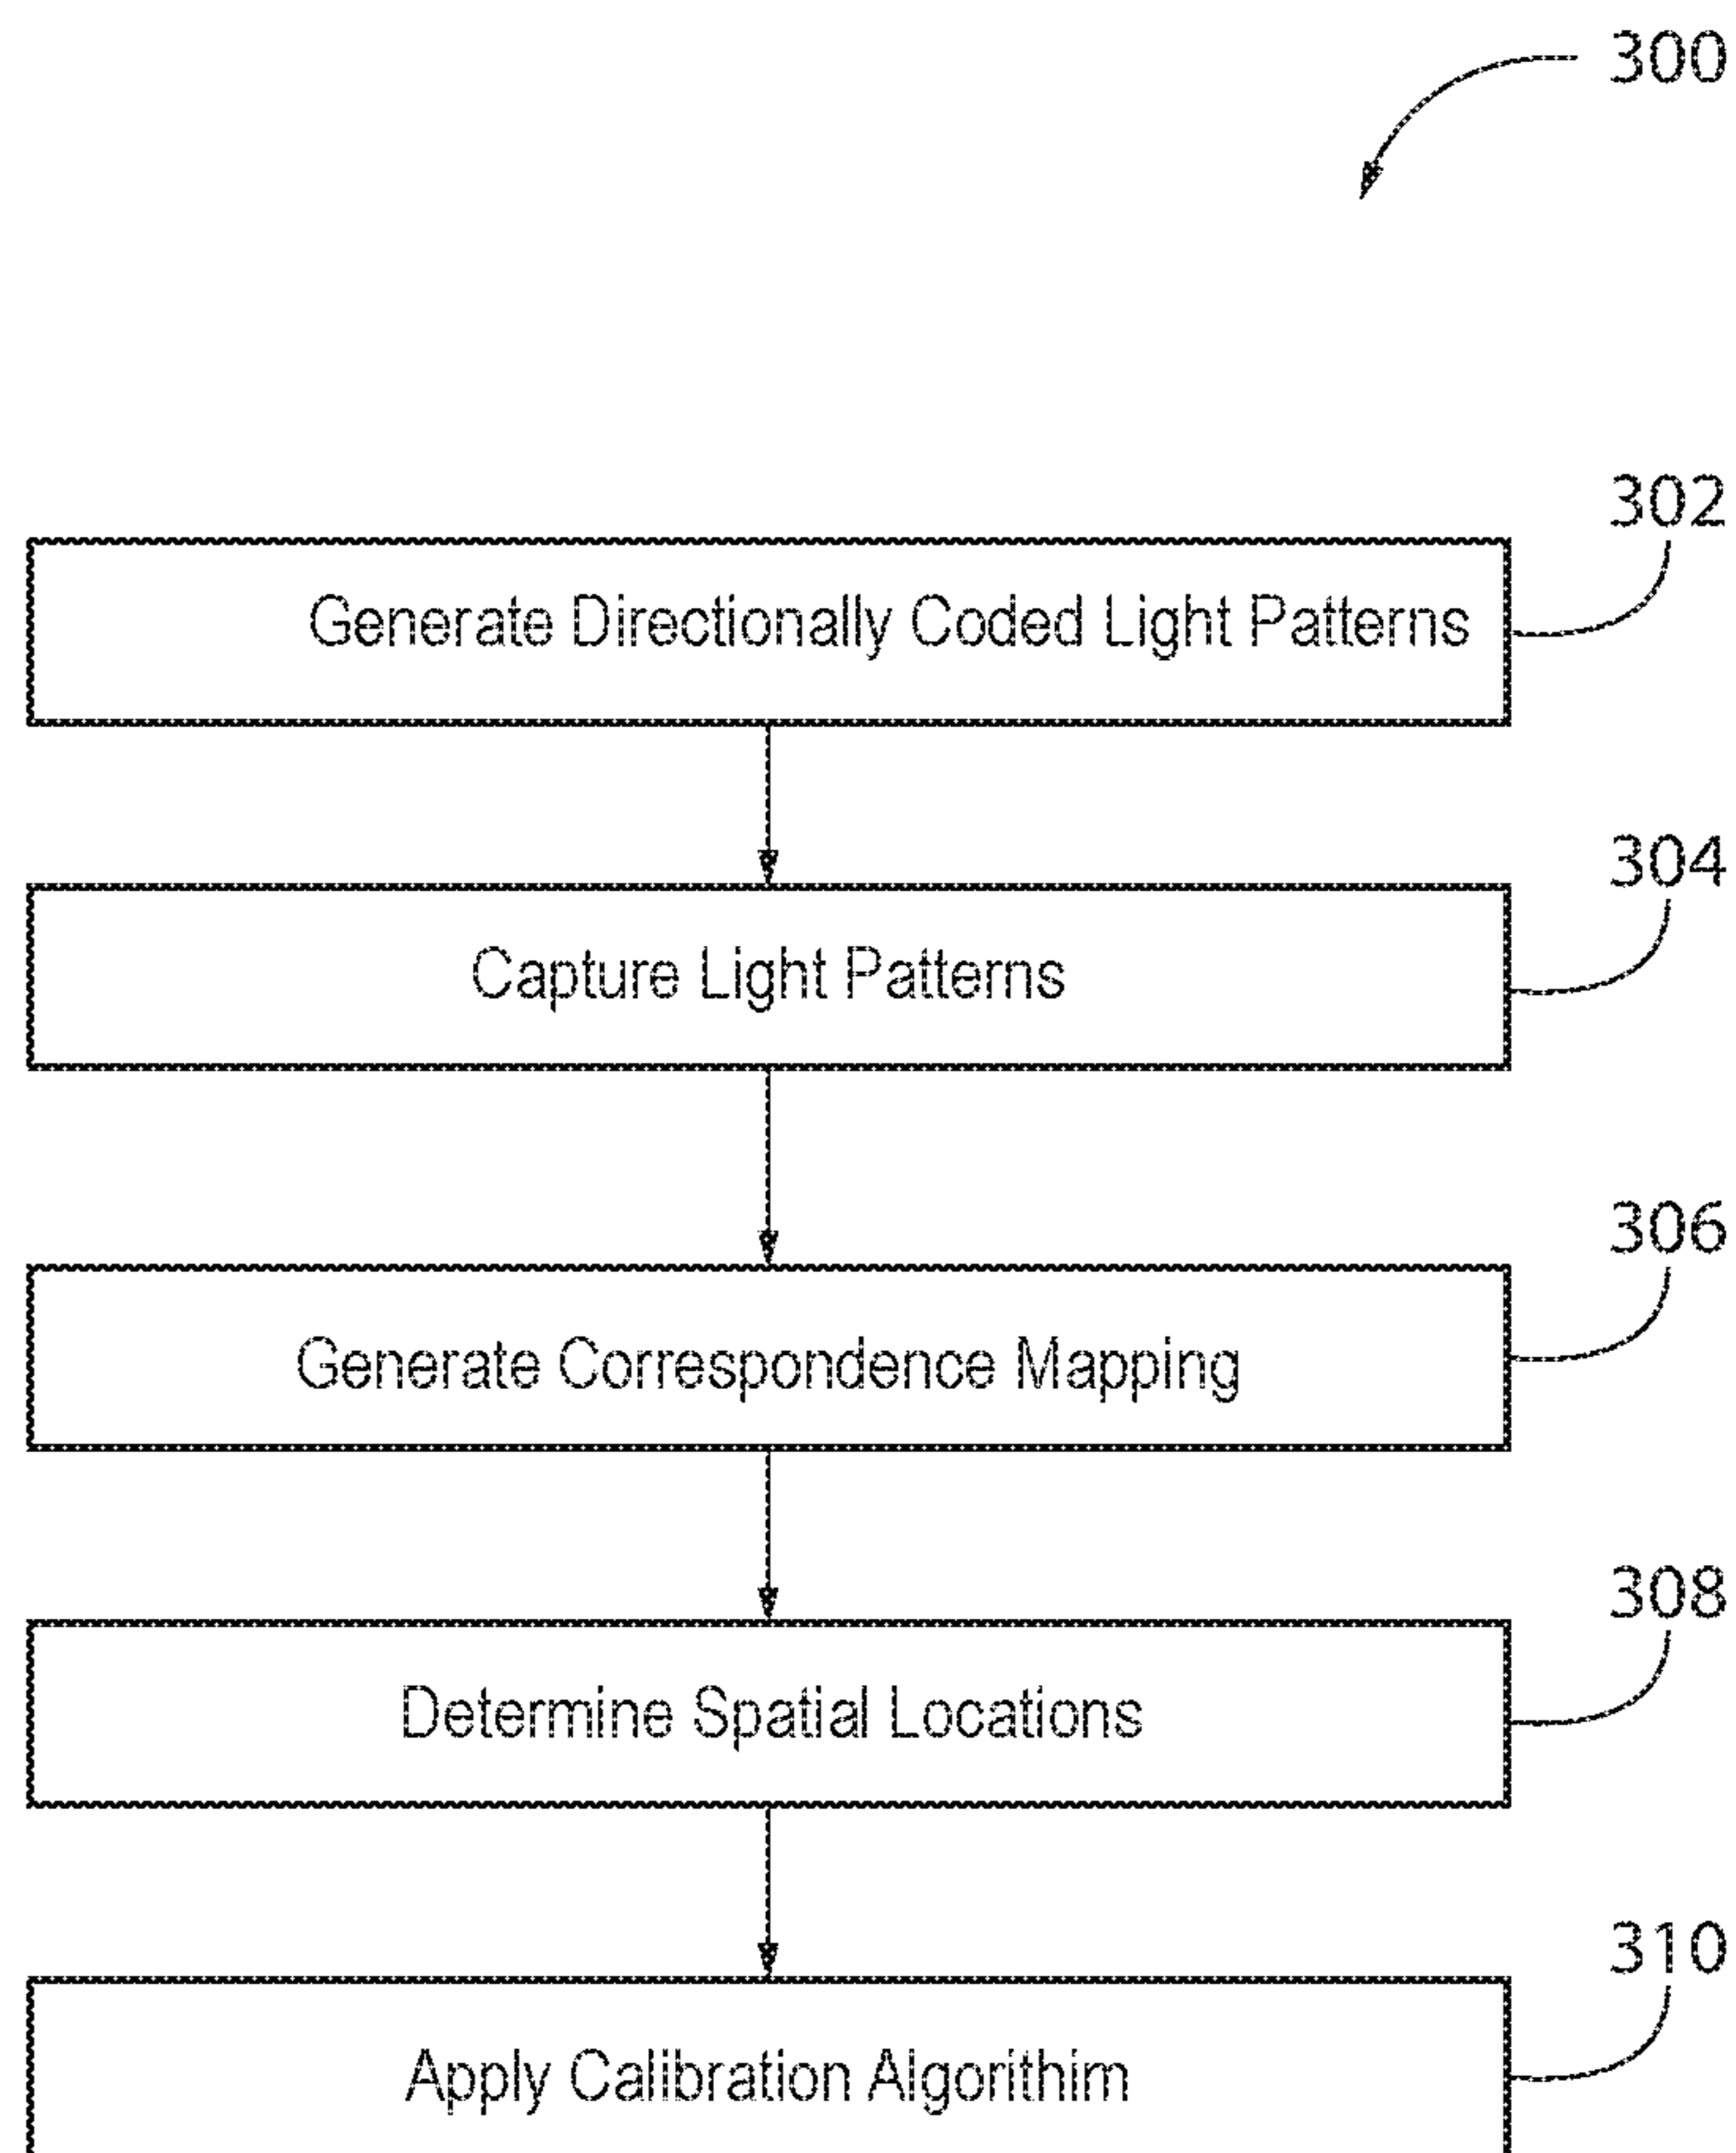 300
302
Generate Directionally Coded Light Patterns
304
Capture Light Patterns
306
Generate Correspondence Mapping
308
Determine Spatial Locations
310
Apply Calibration Algorithim